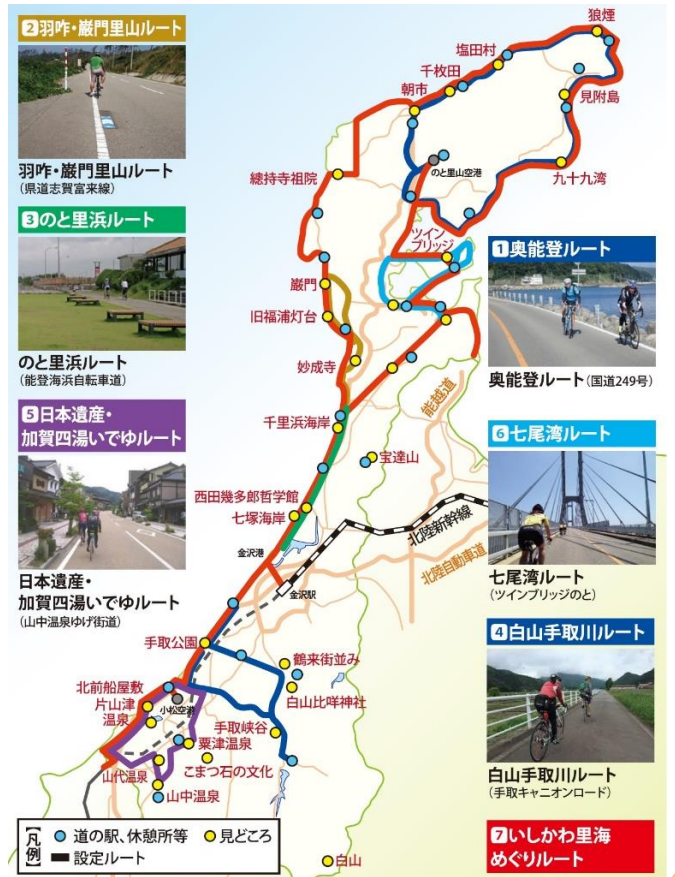 2羽咋・巌門里山ルート
羽咋・巌門里山ルート
(県道志賀富来線)
3のと里浜ルート
のと里浜ルート
(能登海浜自転車道)
5日本遺産・
加賀四湯いでゆルート
日本遺産・
加賀四湯いでゆルート
(山中温泉ゆげ街道)
狼煙
塩田村
千枚田
朝市
見附島
のと里山空港
九十九湾
總持寺祖院
ツイン
ブリッジ
巌門
旧福浦灯台
妙成寺
能越道
千里浜海岸
宝達山
西田幾多郎哲学館
七塚海岸
北陸新幹線
北陸自動車道
金沢港
金沢駅
手取公園
鶴来街並み
白山比咩神社
北前船屋敷
片山津
温泉
小松空港
手取峡谷
粟津温泉
こまつ石の文化
山代温泉
山中温泉
白山
1奥能登ルート
奥能登ルート(国道249号)
6七尾湾ルート
七尾湾ルート
(ツインブリッジのと)
4白山手取川ルート
白山手取川ルート
(手取キャニオンロード)
7いしかわ里海
めぐりルート
【凡例】
道の駅、休憩所等 見どころ
設定ルート